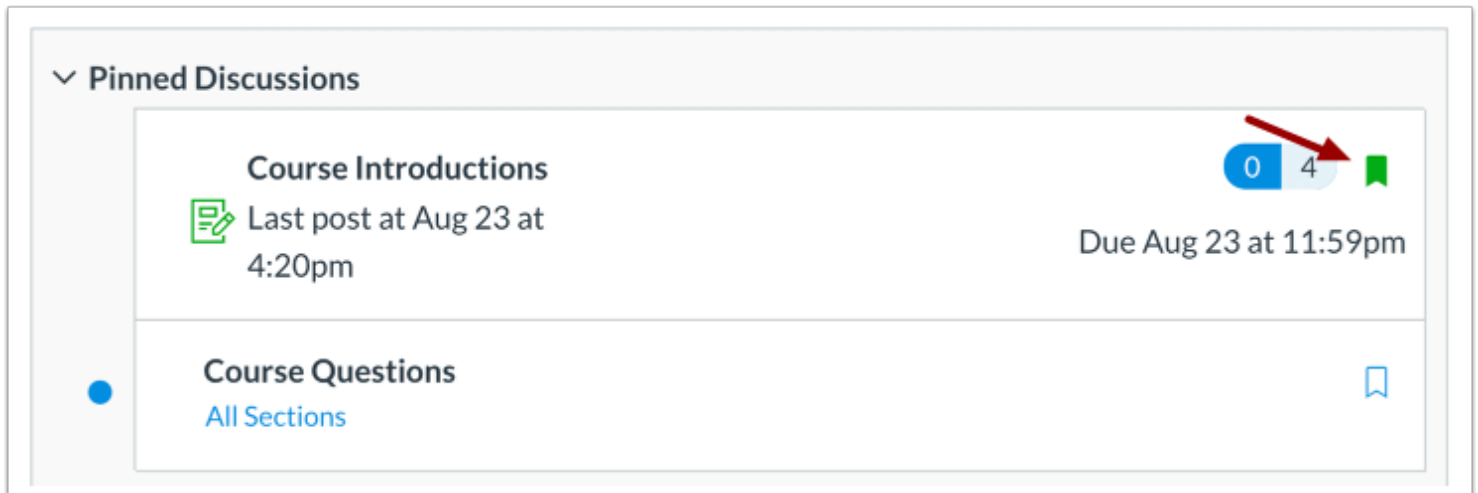 Pinned Discussions
Course Introductions
0 4
Last post at Aug 23 at
4:20pm
Due Aug 23 at 11:59pm
Course Questions
All Sections